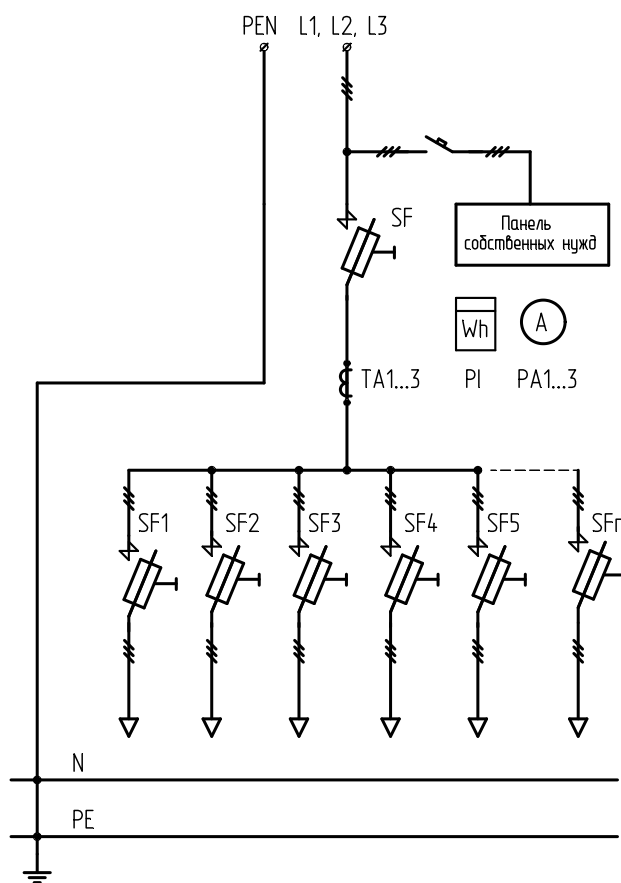 PEN L1, L2, L3
SF
Панель
собственных нужд
Wh A
TA1...3 PI PA1...3
SF1 SF2 SF3 SF4 SF5
N
PE